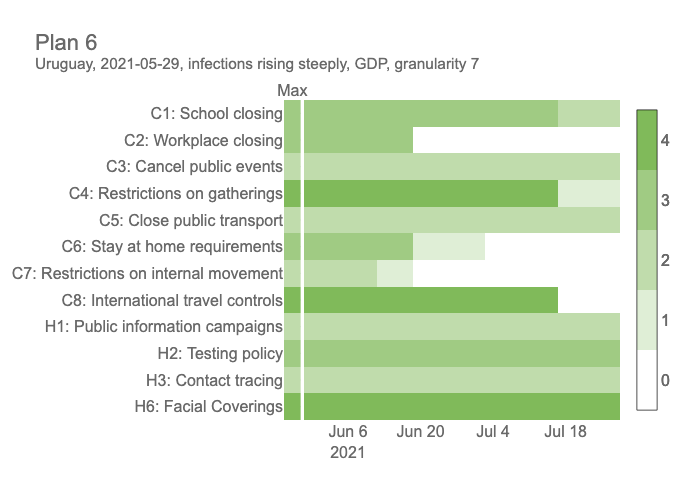 Plan 6
Uruguay, 2021-05-29, infections rising steeply, GDP, granularity 7
Max
C1: School closing
C2: Workplace closing
C3: Cancel public events
C4: Restrictions on gatherings
C5: Close public transport
C6: Stay at home requirements
C7: Restrictions on internal movement
C8: International travel controls
H1: Public information campaigns
H2: Testing policy
H3: Contact tracing
H6: Facial Coverings
Jun 6 Jun 20 Jul 4 Jul 18
2021
4
3
2
1
0